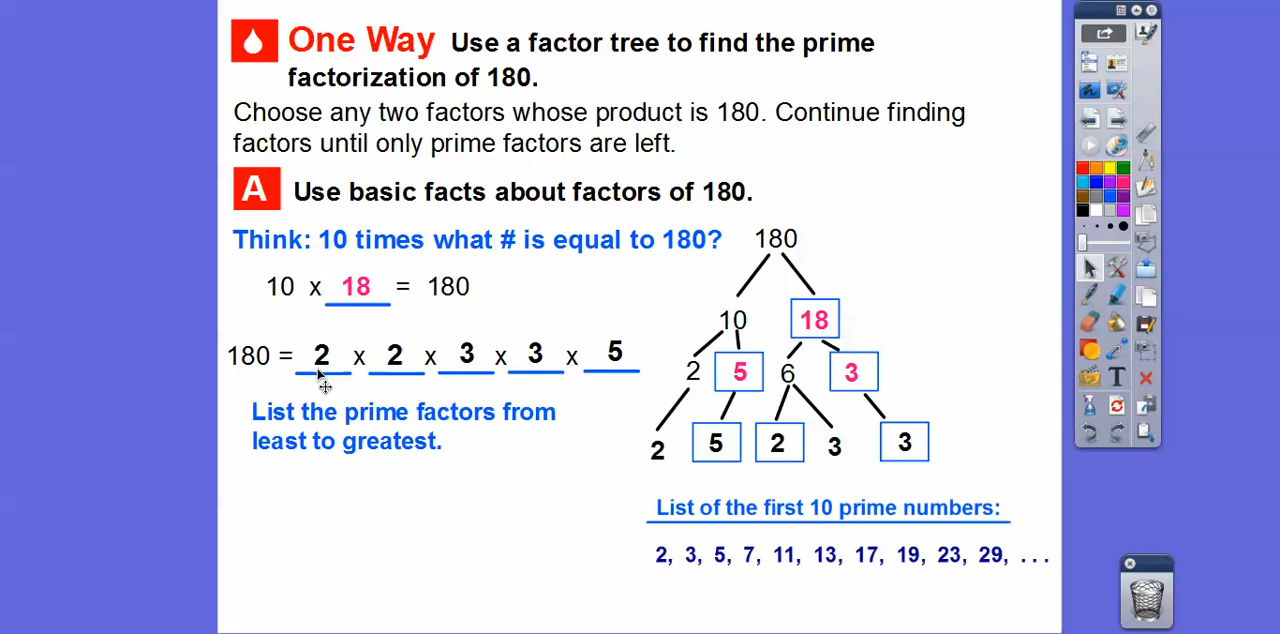 One Way Use a factor tree to find the prime
factorization of 180.
Choose any two factors whose product is 180. Continue finding
factors until only prime factors are left.
A Use basic facts about factors of 180.
Think: 10 times what # is equal to 180?
10 x 18 = 180
180 = 2 x 2 x 3 x 3 x 5
List the prime factors from
least to greatest.
180
10 18
2 5 6 3
2 5 2 3 3
List of the first 10 prime numbers:
2, 3, 5, 7, 11, 13, 17, 19, 23, 29, ...
T